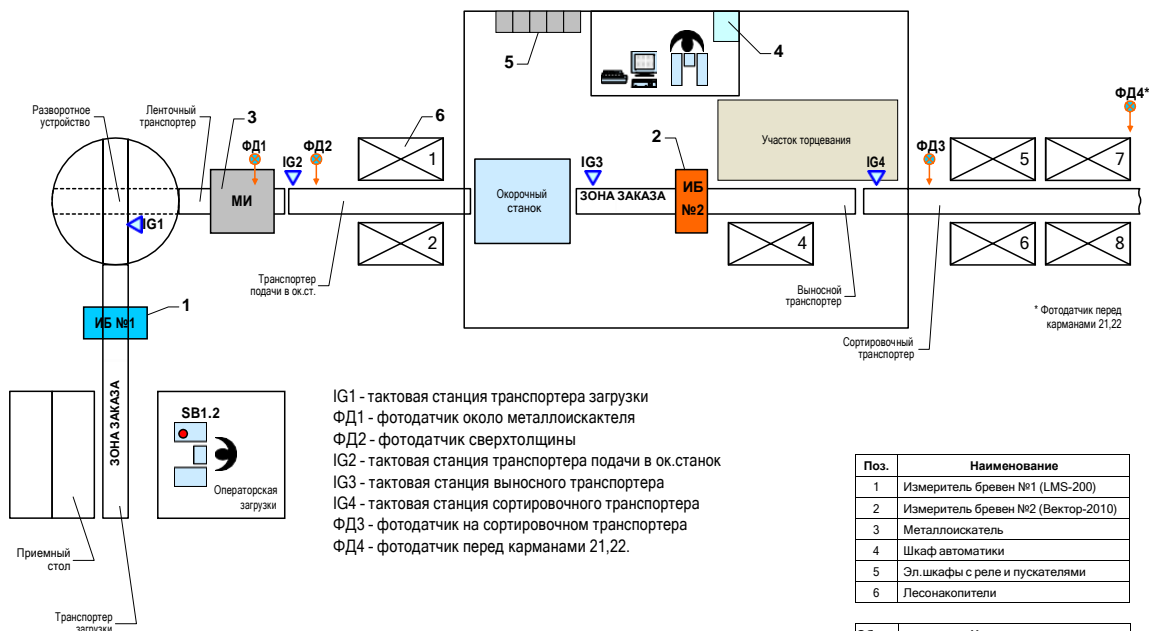 5
4
ФД4*
Разворотное
устройство
Ленточный
транспортер
3
6
ФД1
IG2
ФД2
1
2
IG3
Участок торцевания
IG4
ФД3
5
7
МИ
Окорочный
станок
ЗОНА ЗАКАЗА
ИБ
№2
IG1
2
4
6
8
Транспортер
подачи в ок.ст.
Выносной
транспортер
1
ИБ №1
* Фотодатчик перед
карманами 21,22
Сортировочный
транспортер
ЗОНА ЗАКАЗА
SB1.2
Операторская
загрузки
Приемный
стол
Транспортер
загрузки
IG1 - тактовая станция транспортера загрузки
ФД1 - фотодатчик около металлоискактеля
ФД2 - фотодатчик сверхтолщины
IG2 - тактовая станция транспортера подачи в ок.станок
IG3 - тактовая станция выносного транспортера
IG4 - тактовая станция сортировочного транспортера
ФД3 - фотодатчик на сортировочном транспортера
ФД4 - фотодатчик перед карманами 21,22.
Поз. Наименование
1 Измеритель бревен №1 (LMS-200)
2 Измеритель бревен №2 (Вектор-2010)
3 Металлоискатель
4 Шкаф автоматики
5 Эл.шкафы с реле и пускателями
6 Лесонакопители